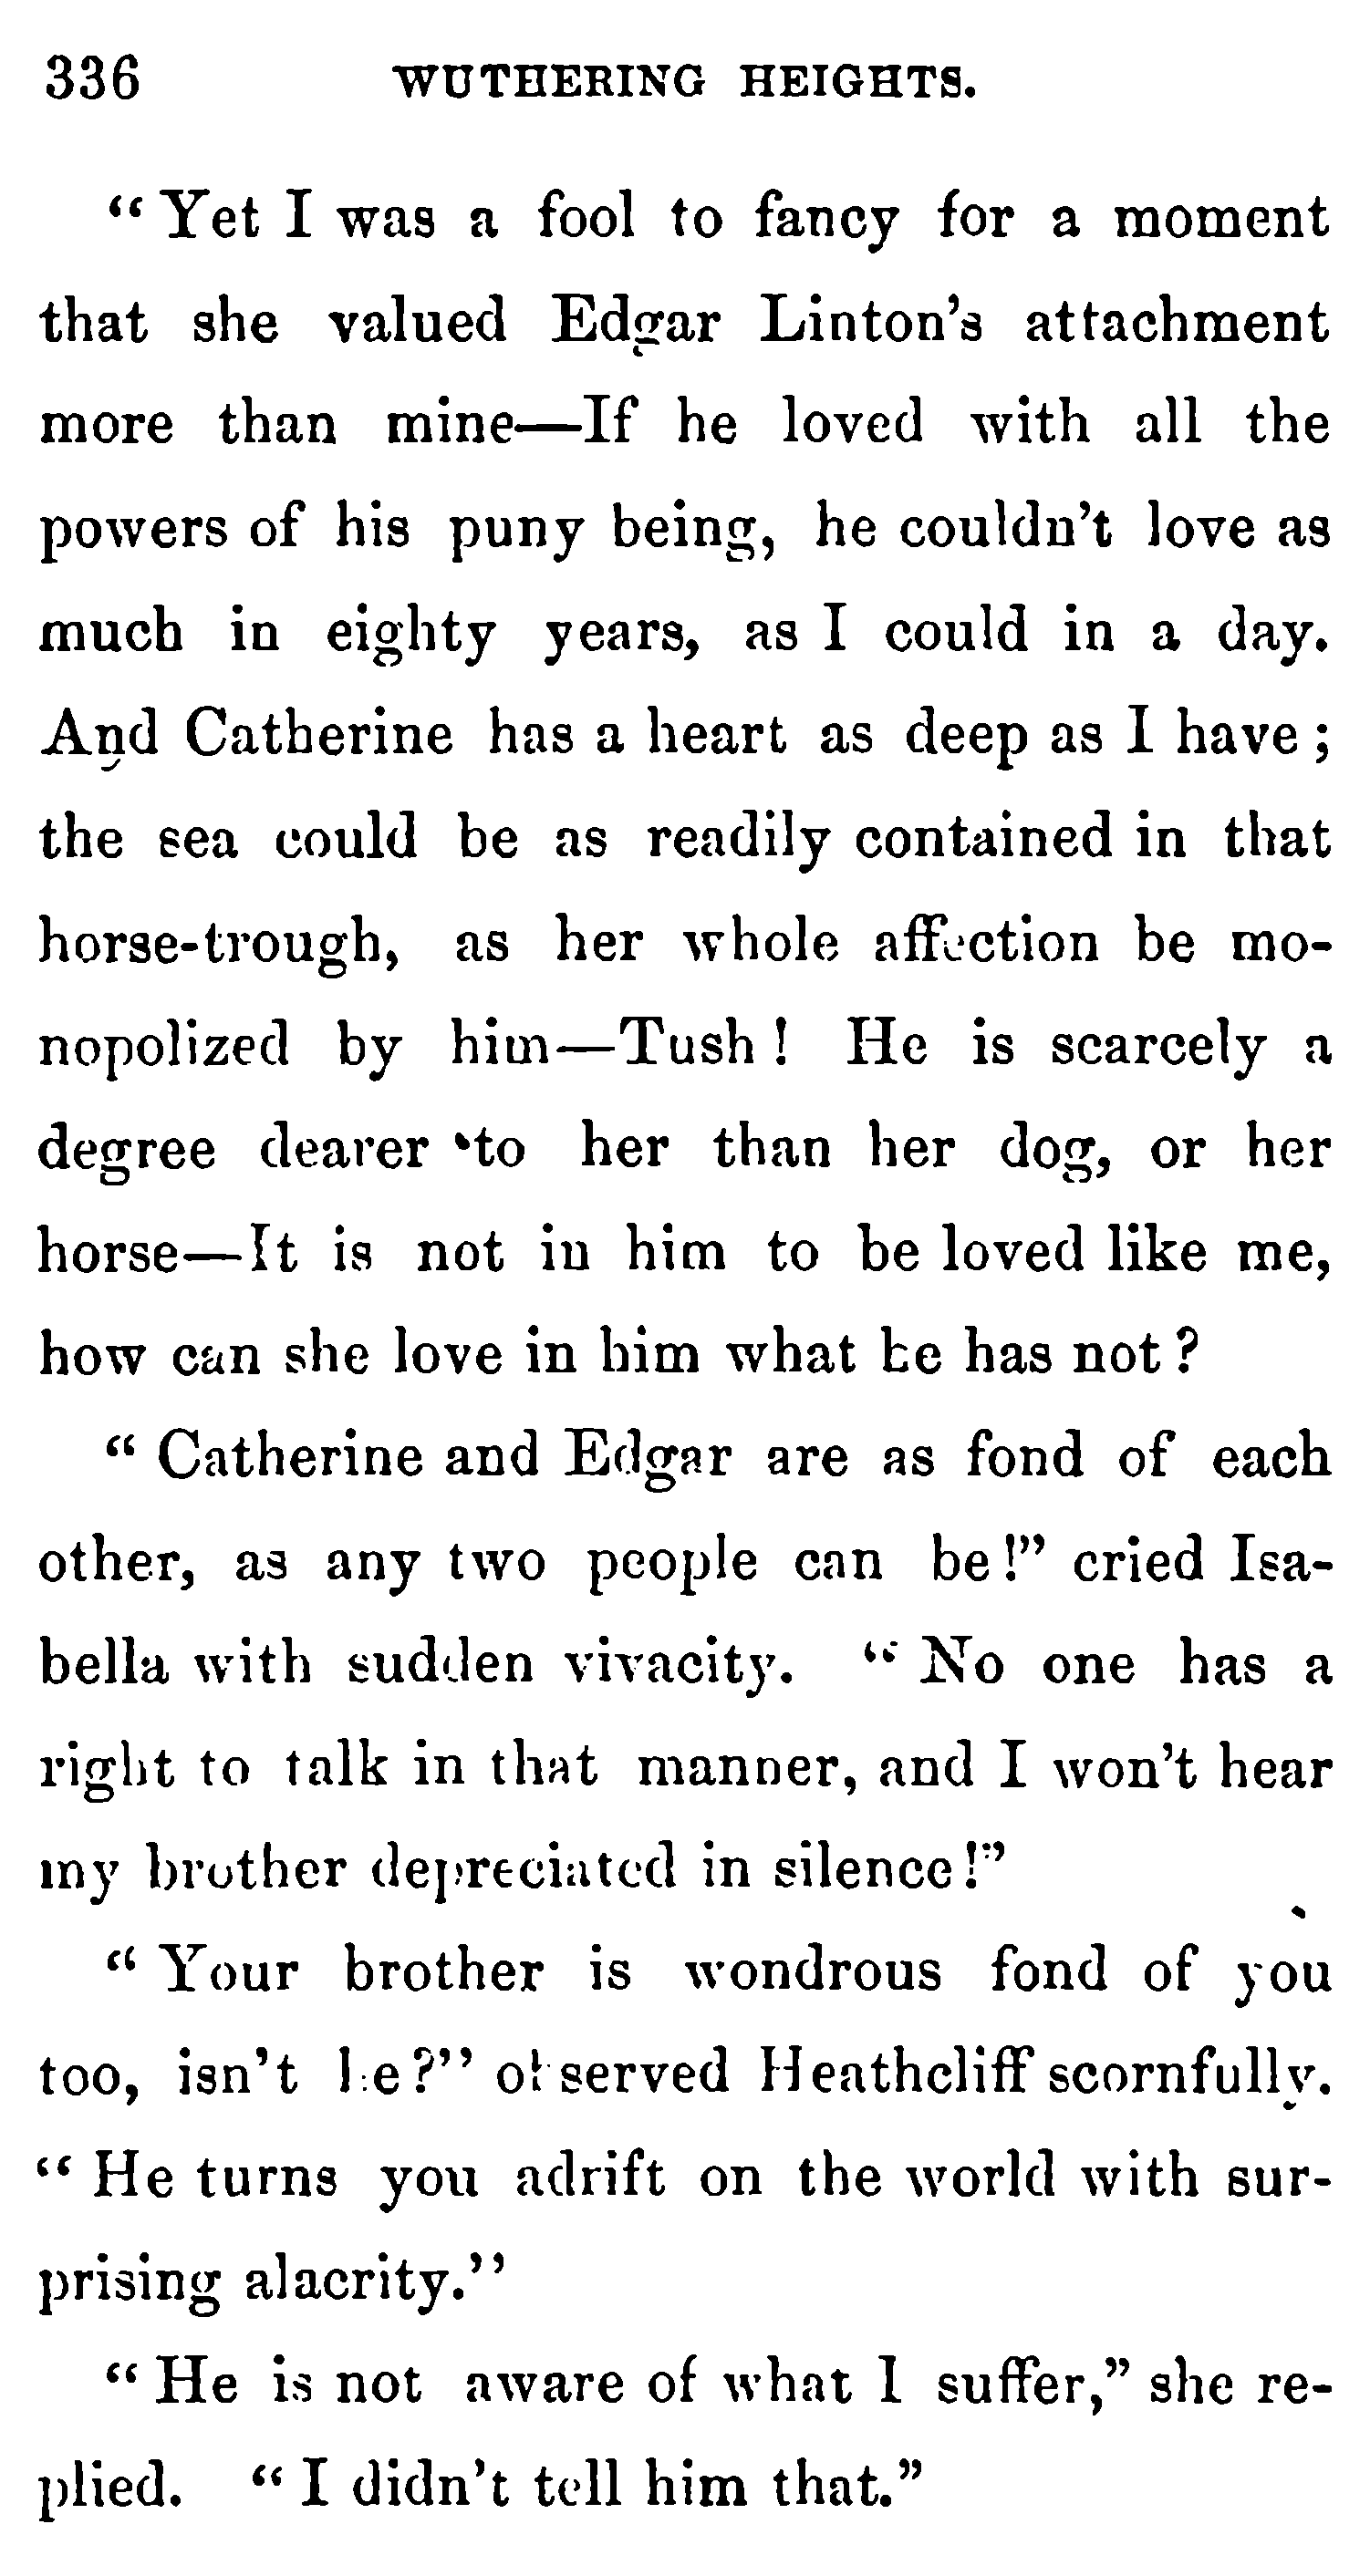 336 WUTHERING HEIGHTS.
"Yet I was a fool to fancy for a moment
that she valued Edgar Linton's attachment
more than mine—If he loved with all the
powers of his puny being, he couldn't love as
much in eighty years, as I could in a day.
And Catherine has a heart as deep as I have;
the sea could be as readily contained in that
horse-trough, as her whole affection be mo-
nopolized by him—Tush! He is scarcely a
degree dearer to her than her dog, or her
horse—It is not in him to be loved like me,
how can she love in him what he has not?
"Catherine and Edgar are as fond of each
other, as any two people can be!" cried Isa-
bella with sudden vivacity. "No one has a
right to talk in that manner, and I won't hear
my brother depreciated in silence!"
"Your brother is wondrous fond of you
too, isn't he?" observed Heathcliff scornfully.
"He turns you adrift on the world with sur-
prising alacrity."
"He is not aware of what I suffer," she re-
plied. "I didn't tell him that."